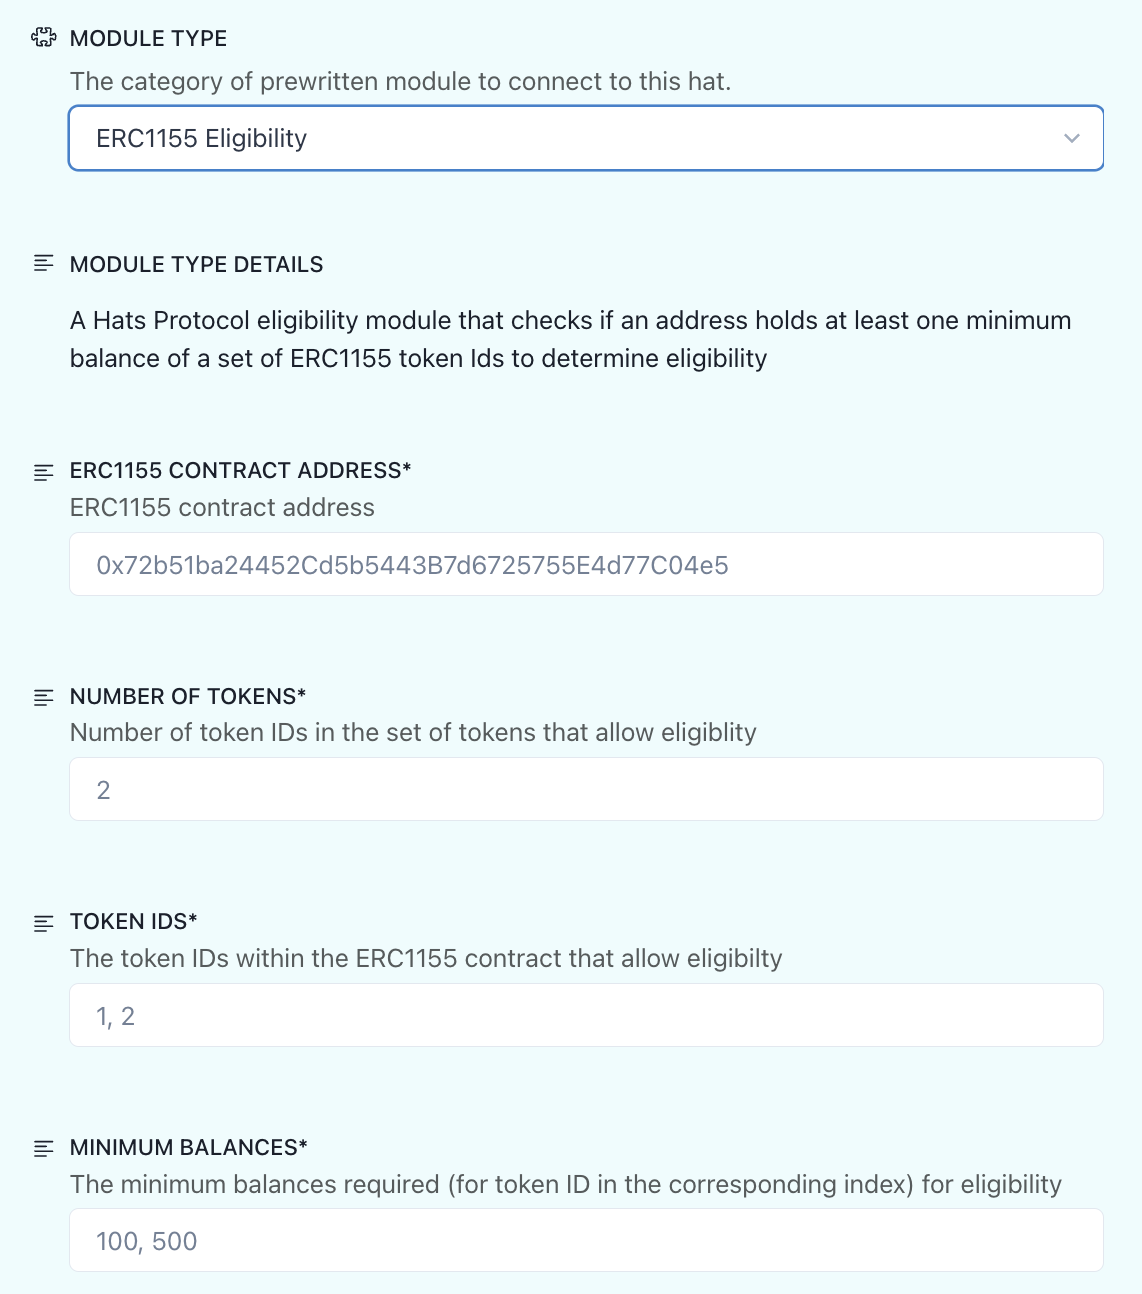 MODULE TYPE
The category of prewritten module to connect to this hat.
ERC1155 Eligibility
MODULE TYPE DETAILS
A Hats Protocol eligibility module that checks if an address holds at least one minimum
balance of a set of ERC1155 token Ids to determine eligibility
ERC1155 CONTRACT ADDRESS*
ERC1155 contract address
0x72b51ba24452Cd5b5443B7d6725755E4d77C04e5
NUMBER OF TOKENS*
Number of token IDs in the set of tokens that allow eligiblity
2
TOKEN IDS*
The token IDs within the ERC1155 contract that allow eligibilty
1, 2
MINIMUM BALANCES*
The minimum balances required (for token ID in the corresponding index) for eligibility
100, 500